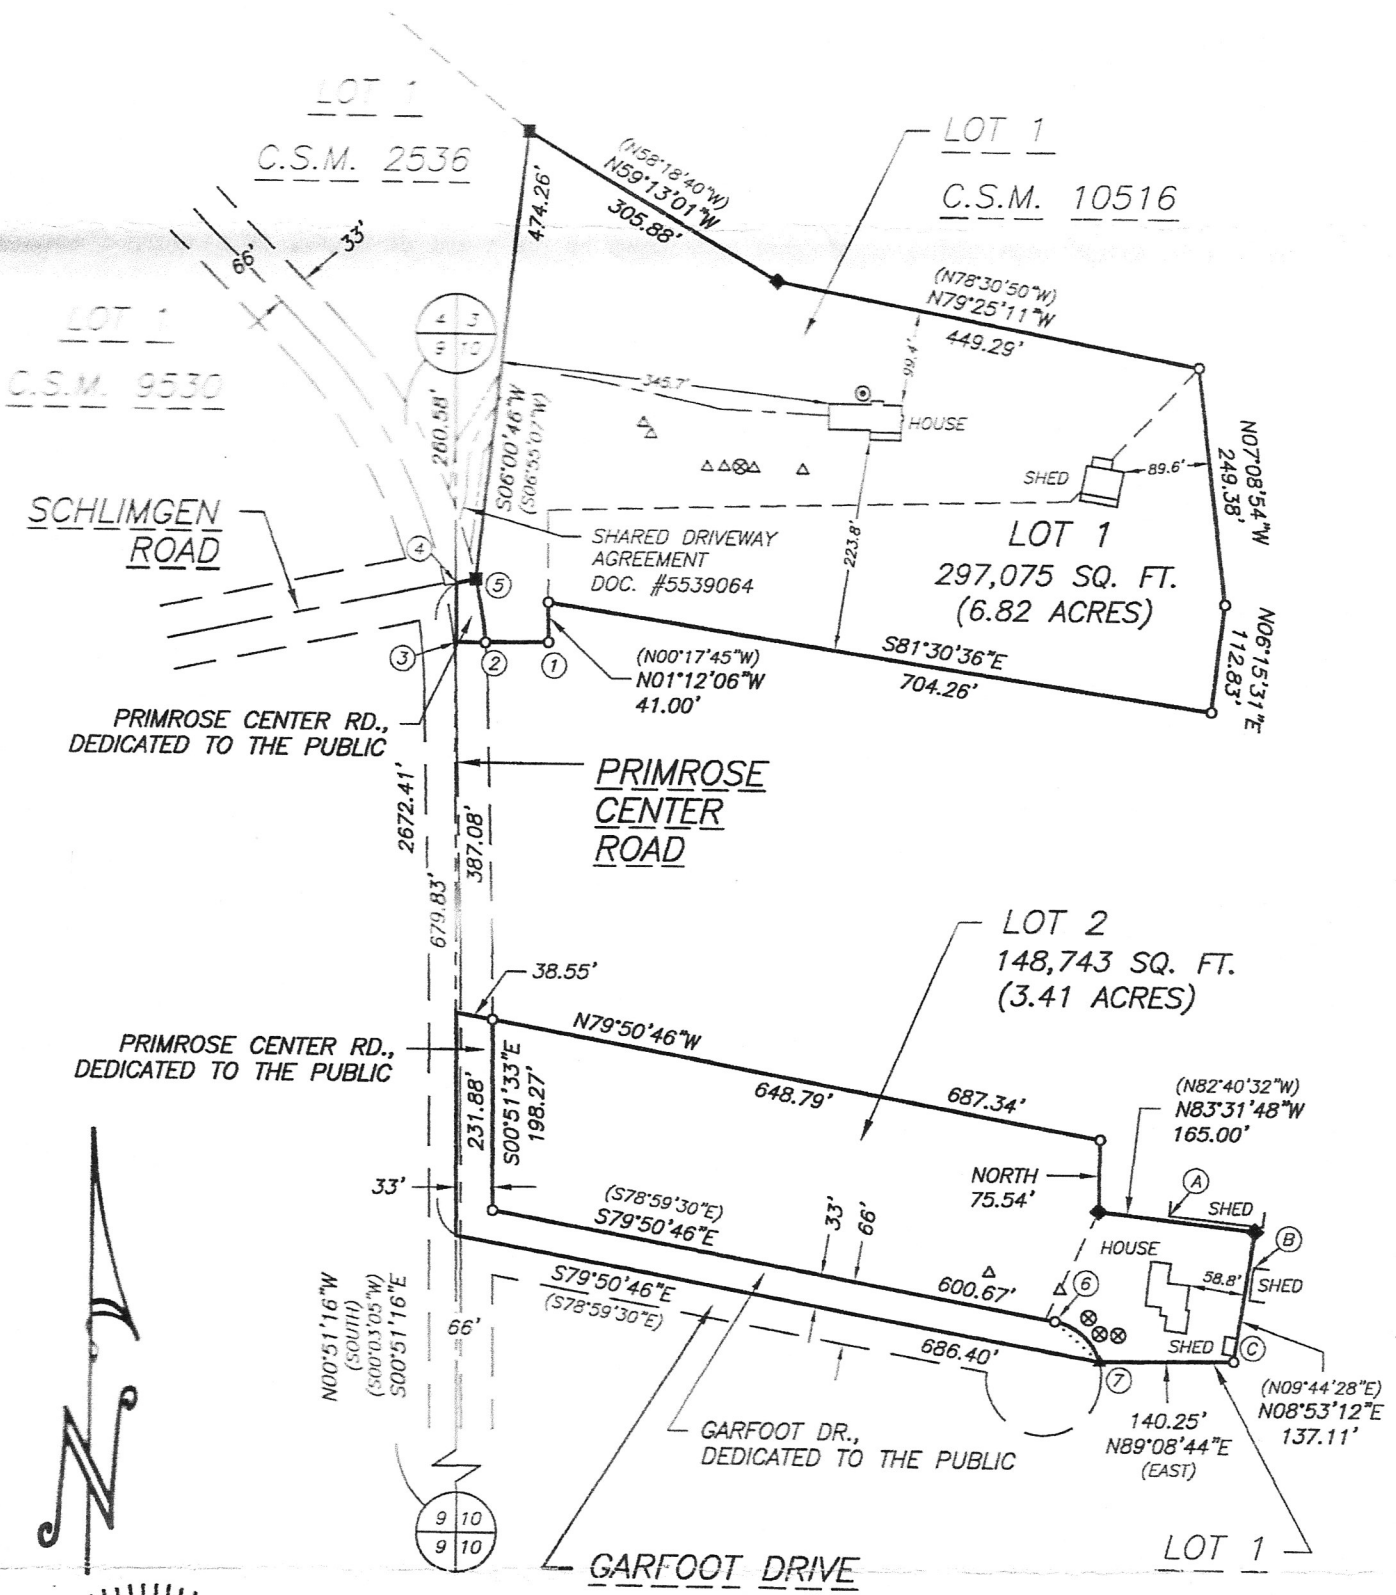 LOT 1
C.S.M. 2536
LOT 1
C.S.M. 10516
(N58°18'40"W)
N59°13'01"W
305.88'
474.26'
33'
66'
LOT 1
C.S.M. 9530
4 3
9 10
260.58'
S06°00'46"W
(S06°55'07"W)
(N78°30'50"W)
N79°25'11"W
449.29'
99.4'
345.7'
HOUSE
SHED
89.6'
N07°08'54"W
249.38'
223.8'
LOT 1
297,075 SQ. FT.
(6.82 ACRES)
N06°15'31"E
112.83'
SCHLIMGEN
ROAD
SHARED DRIVEWAY
AGREEMENT
DOC. #5539064
4
5
3
2
1
(N00°17'45"W)
N01°12'06"W
41.00'
S81°30'36"E
704.26'
PRIMROSE CENTER RD.,
DEDICATED TO THE PUBLIC
PRIMROSE
CENTER
ROAD
2672.41'
387.08'
679.83'
LOT 2
148,743 SQ. FT.
(3.41 ACRES)
38.55'
N79°50'46"W
648.79'
687.34'
PRIMROSE CENTER RD.,
DEDICATED TO THE PUBLIC
231.88'
S00°51'33"E
198.27'
(N82°40'32"W)
N83°31'48"W
165.00'
NORTH
75.54'
A
SHED
B
SHED
HOUSE
58.8'
33'
(S78°59'30"E)
S79°50'46"E
33'
66'
600.67'
6
S79°50'46"E
(S78°59'30"E)
SHED
C
686.40'
7
N00°51'16"W
(SOUTH)
(S00°03'05"W)
S00°51'16"E
66'
(N09°44'28"E)
N08°53'12"E
137.11'
140.25'
N89°08'44"E
(EAST)
GARFOOT DR.,
DEDICATED TO THE PUBLIC
9 10
9 10
GARFOOT DRIVE
LOT 1
N